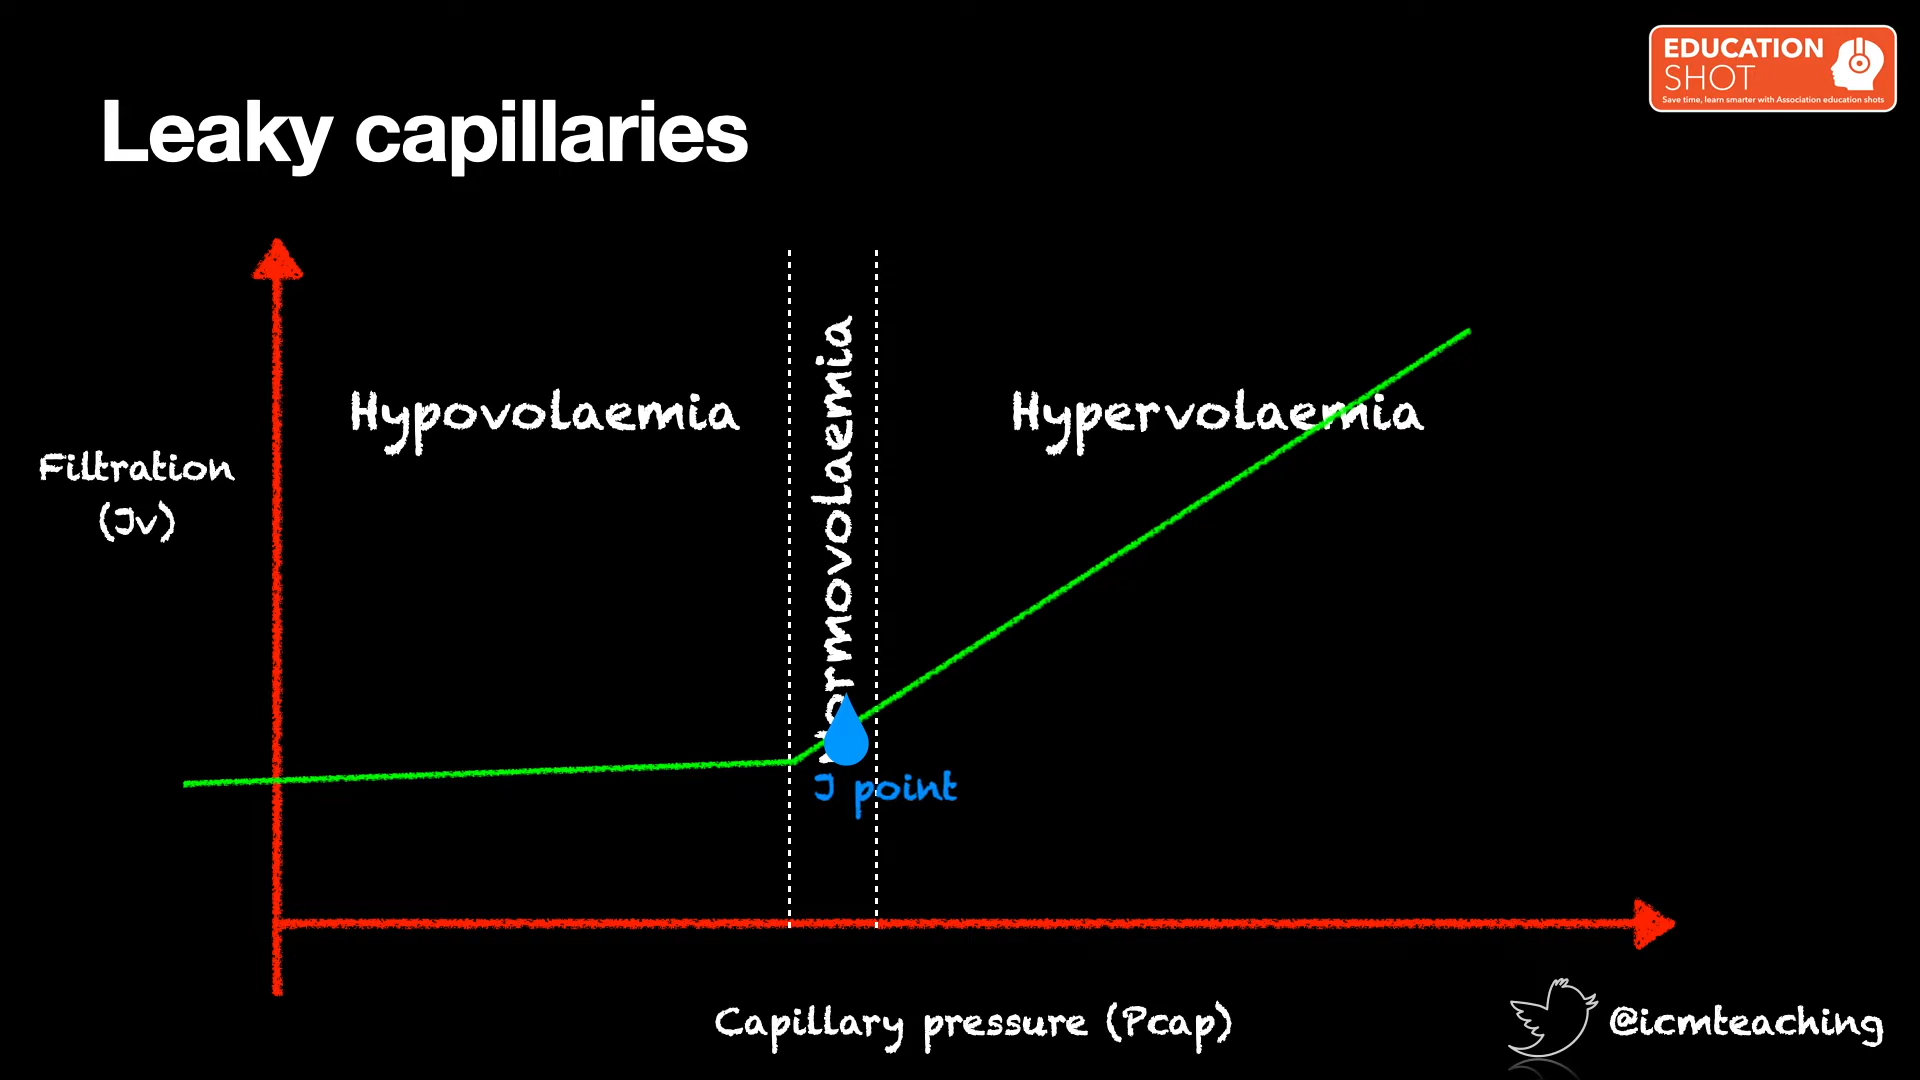 EDUCATION
SHOT
Save time, learn smarter with Association education shots
Leaky capillaries
Hypovolaemia
Normovolaemia
Hypervolaemia
Filtration
(Jv)
J point
Capillary pressure (Pcap)
@icmteaching